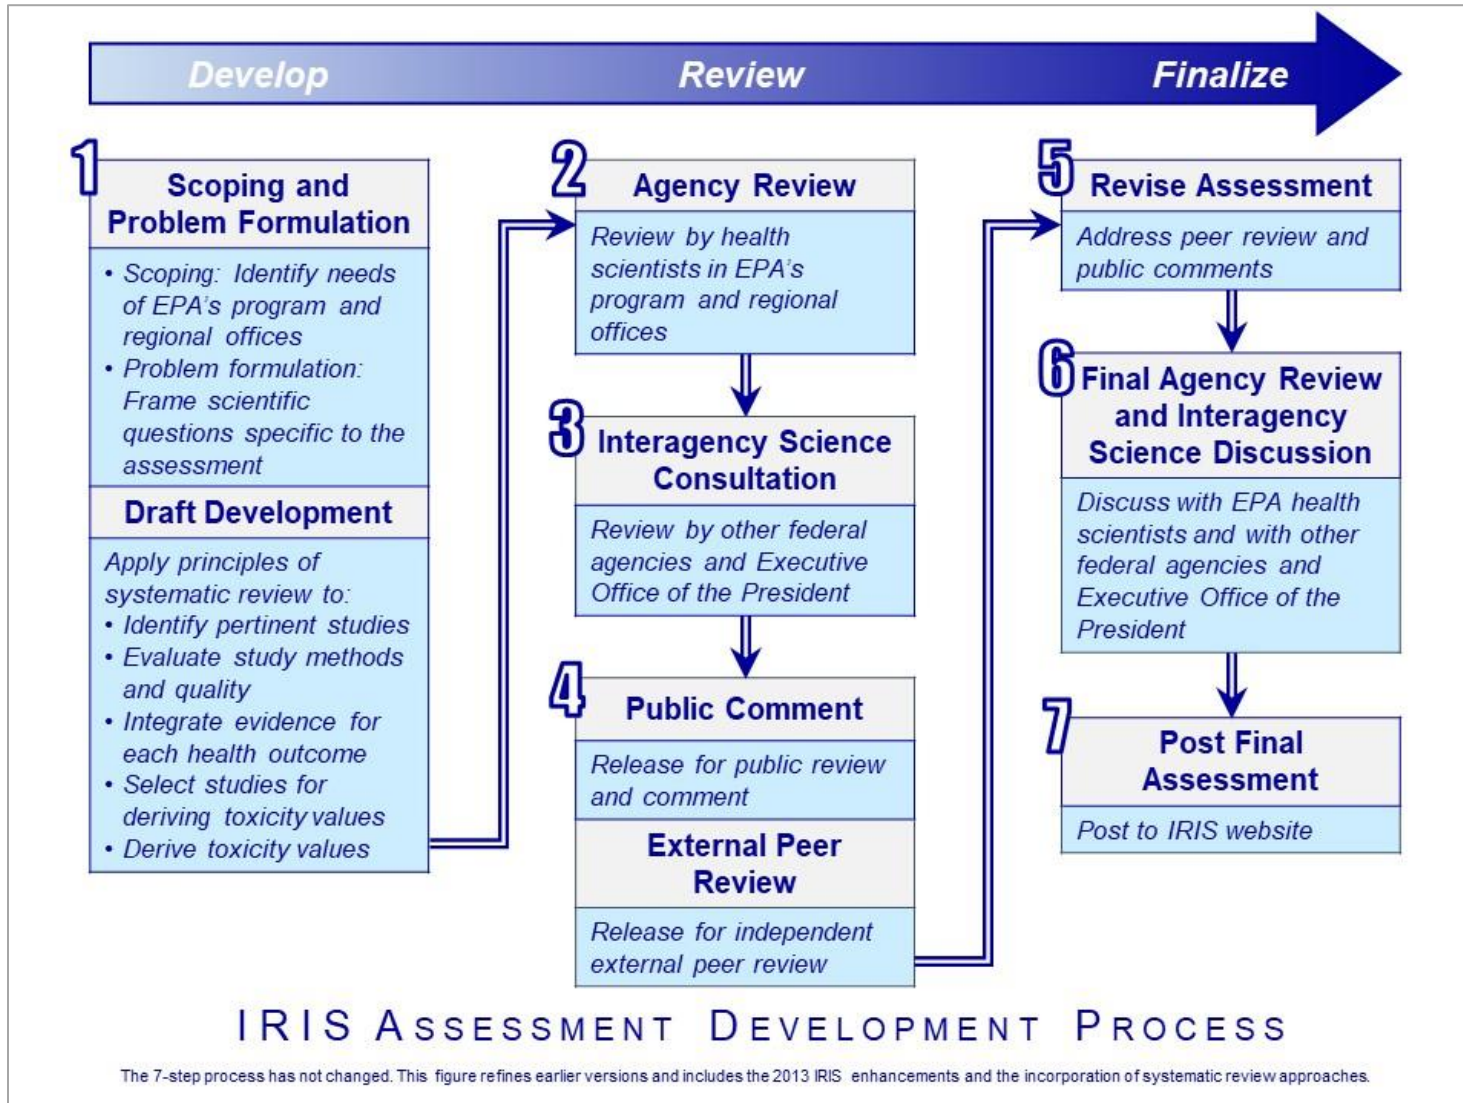 Develop
Review
Finalize
1
Scoping and
Problem Formulation
• Scoping: Identify needs
of EPA's program and
regional offices
• Problem formulation:
Frame scientific
questions specific to the
assessment
Draft Development
Apply principles of
systematic review to:
• Identify pertinent studies
• Evaluate study methods
and quality
• Integrate evidence for
each health outcome
• Select studies for
deriving toxicity values
• Derive toxicity values
2
Agency Review
Review by health
scientists in EPA's
program and regional
offices
3
Interagency Science
Consultation
Review by other federal
agencies and Executive
Office of the President
4
Public Comment
Release for public review
and comment
External Peer
Review
Release for independent
external peer review
5
Revise Assessment
Address peer review and
public comments
6
Final Agency Review
and Interagency
Science Discussion
Discuss with EPA health
scientists and with other
federal agencies and
Executive Office of the
President
7
Post Final
Assessment
Post to IRIS website
IRIS ASSESSMENT DEVELOPMENT PROCESS
The 7-step process has not changed. This figure refines earlier versions and includes the 2013 IRIS enhancements and the incorporation of systematic review approaches.